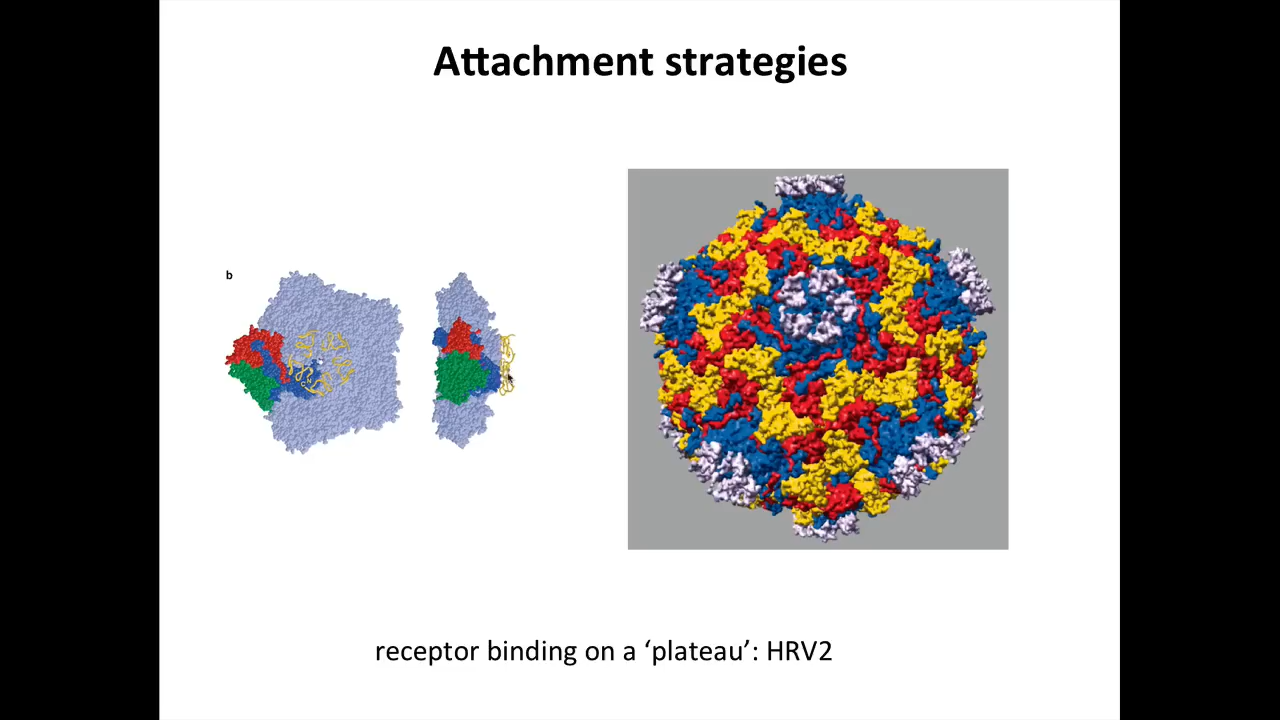 Attachment strategies
b
receptor binding on a ‘plateau’: HRV2